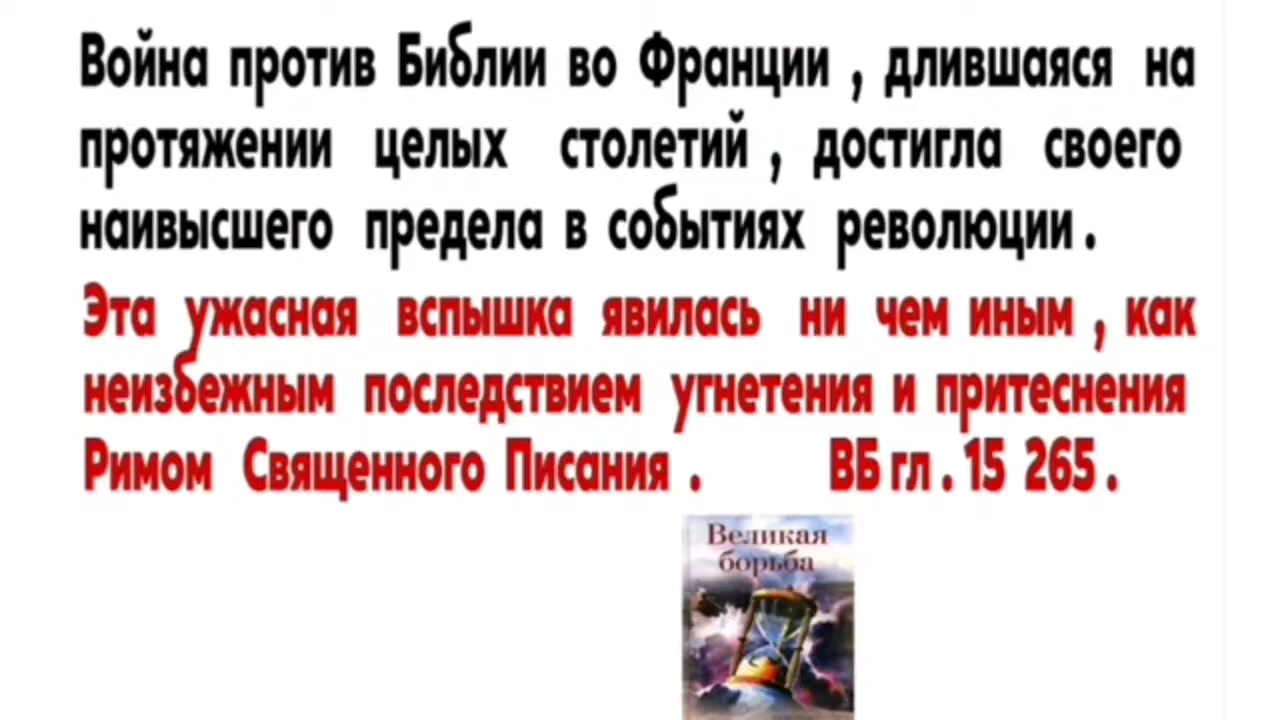 Война против Библии во Франции , длившаяся на
протяжении целых столетий , достигла своего
наивысшего предела в событиях революции .
Эта ужасная вспышка явилась ни чем иным , как
неизбежным последствием угнетения и притеснения
Римом Священного Писания . ВБ гл . 15 265 .
Великая
борьба